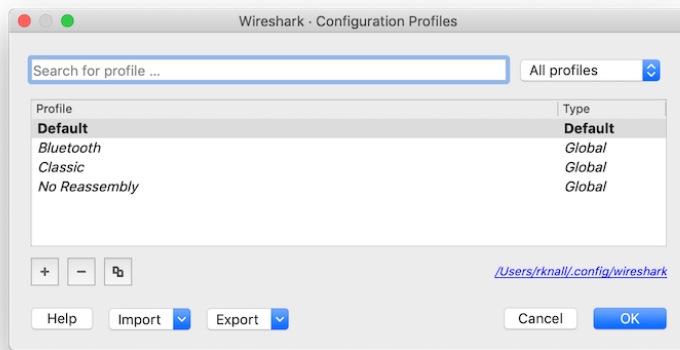 Wireshark · Configuration Profiles
Search for profile ... All profiles
Profile Type
Default Default
Bluetooth Global
Classic Global
No Reassembly Global
+ −
/Users/rknall/.config/wireshark
Help Import Export Cancel OK